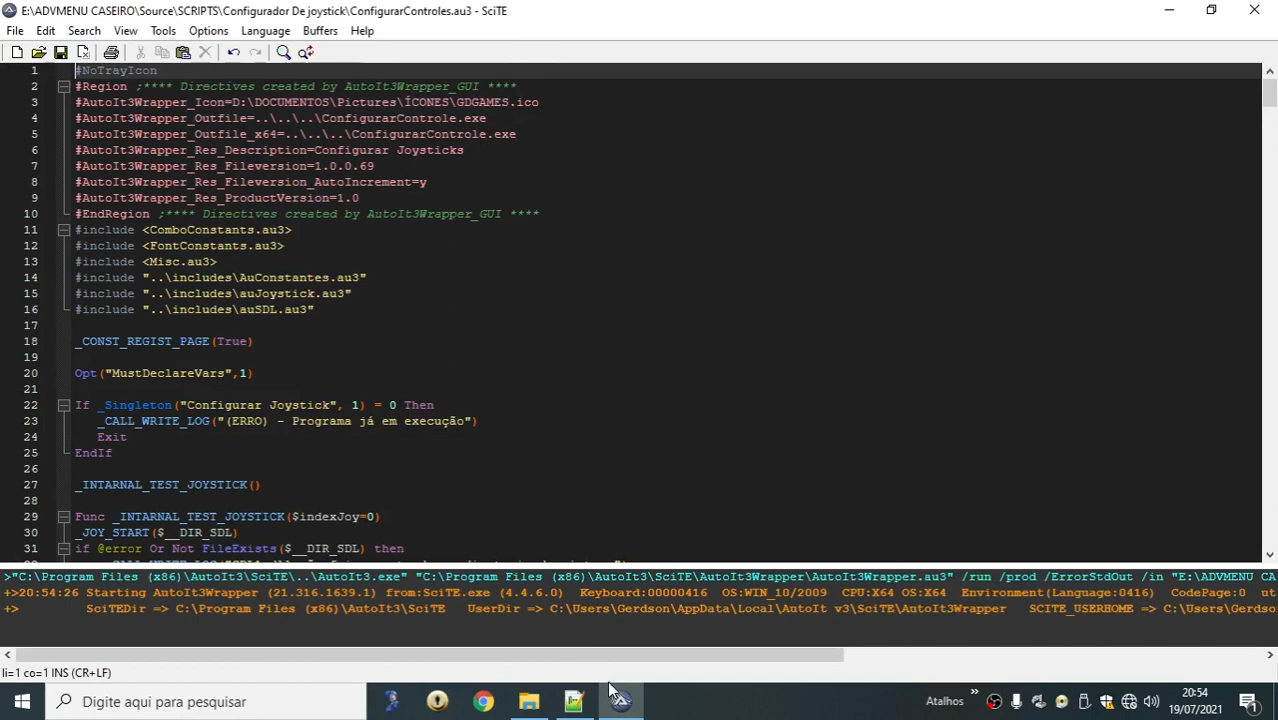 E:\ADVMENU CASEIRO\Source\SCRIPTS\Configurador De joystick\ConfigurarControles.au3 - SciTE
File Edit Search View Tools Options Language Buffers Help
1 #NoTrayIcon
2 #Region ;**** Directives created by AutoIt3Wrapper_GUI ****
3 #AutoIt3Wrapper_Icon=D:\DOCUMENTOS\Pictures\ÍCONES\GDGAMES.ico
4 #AutoIt3Wrapper_Outfile=..\..\..\ConfigurarControle.exe
5 #AutoIt3Wrapper_Outfile_x64=..\..\..\ConfigurarControle.exe
6 #AutoIt3Wrapper_Res_Description=Configurar Joysticks
7 #AutoIt3Wrapper_Res_Fileversion=1.0.0.69
8 #AutoIt3Wrapper_Res_Fileversion_AutoIncrement=y
9 #AutoIt3Wrapper_Res_ProductVersion=1.0
10 #EndRegion ;**** Directives created by AutoIt3Wrapper_GUI ****
11 #include <ComboConstants.au3>
12 #include <FontConstants.au3>
13 #include <Misc.au3>
14 #include "..\includes\AuConstantes.au3"
15 #include "..\includes\auJoystick.au3"
16 #include "..\includes\auSDL.au3"
17
18 _CONST_REGIST_PAGE(True)
19
20 Opt("MustDeclareVars",1)
21
22 If _Singleton("Configurar Joystick", 1) = 0 Then
23 _CALL_WRITE_LOG("(ERRO) - Programa já em execução")
24 Exit
25 EndIf
26
27 _INTARNAL_TEST_JOYSTICK()
28
29 Func _INTARNAL_TEST_JOYSTICK($indexJoy=0)
30 _JOY_START($__DIR_SDL)
31 if @error Or Not FileExists($__DIR_SDL) then
>"C:\Program Files (x86)\AutoIt3\SciTE\..\AutoIt3.exe" "C:\Program Files (x86)\AutoIt3\SciTE\AutoIt3Wrapper\AutoIt3Wrapper.au3" /run /prod /ErrorStdOut /in "E:\ADVMENU CA
+>20:54:26 Starting AutoIt3Wrapper (21.316.1639.1) from:SciTE.exe (4.4.6.0) Keyboard:00000416 OS:WIN_10/2009 CPU:X64 OS:X64 Environment(Language:0416) CodePage:0 ut
+> SciTEDir => C:\Program Files (x86)\AutoIt3\SciTE UserDir => C:\Users\Gerdson\AppData\Local\AutoIt v3\SciTE\AutoIt3Wrapper SCITE_USERHOME => C:\Users\Gerdso
li=1 co=1 INS (CR+LF)
Digite aqui para pesquisar
Atalhos
20:54
19/07/2021
1